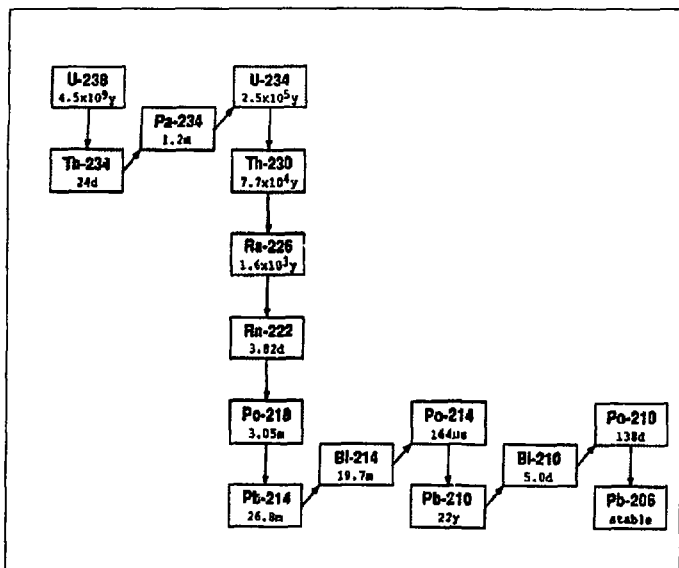 U-238
4.5x10⁹y
Th-234
24d
Pa-234
1.2m
U-234
2.5x10⁵y
Th-230
7.7x10⁴y
Ra-226
1.6x10³y
Rn-222
3.82d
Po-218
3.05m
Pb-214
26.8m
Bi-214
19.7m
Po-214
164µs
Pb-210
22y
Bi-210
5.0d
Po-210
138d
Pb-206
stable